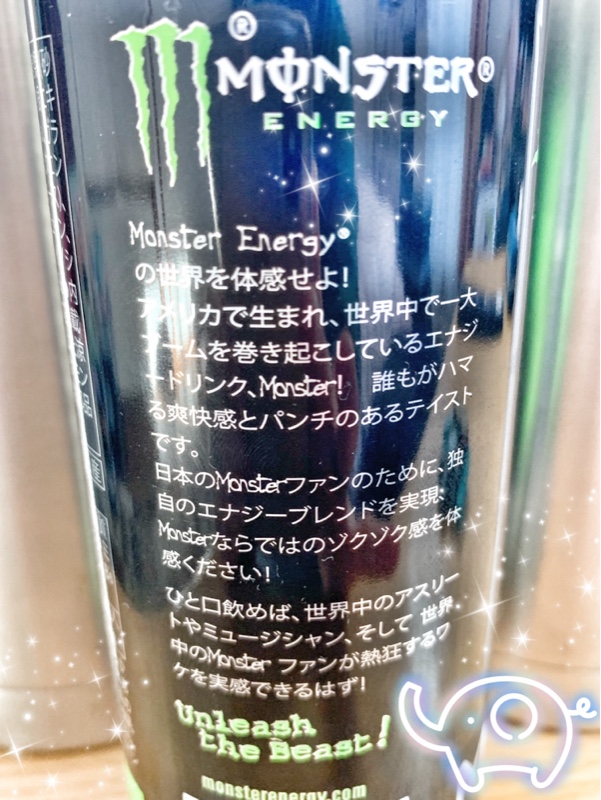 MONSTER®
ENERGY
Monster Energy®
の世界を体感せよ!
アメリカで生まれ、世界中で一大
ブームを巻き起こしているエナジ
ードリンク、Monster! 誰もがハマ
る爽快感とパンチのあるテイスト
です。
日本のMonsterファンのために、独
自のエナジーブレンドを実現;
Monsterならではのゾクゾク感を体
感ください!
ひと口飲めば、世界中のアスリー
トやミュージシャン、そして 世界
中のMonster ファンが熱狂するワ
ケを実感できるはず!
Unleash
the Beast!
monsterenergy.com